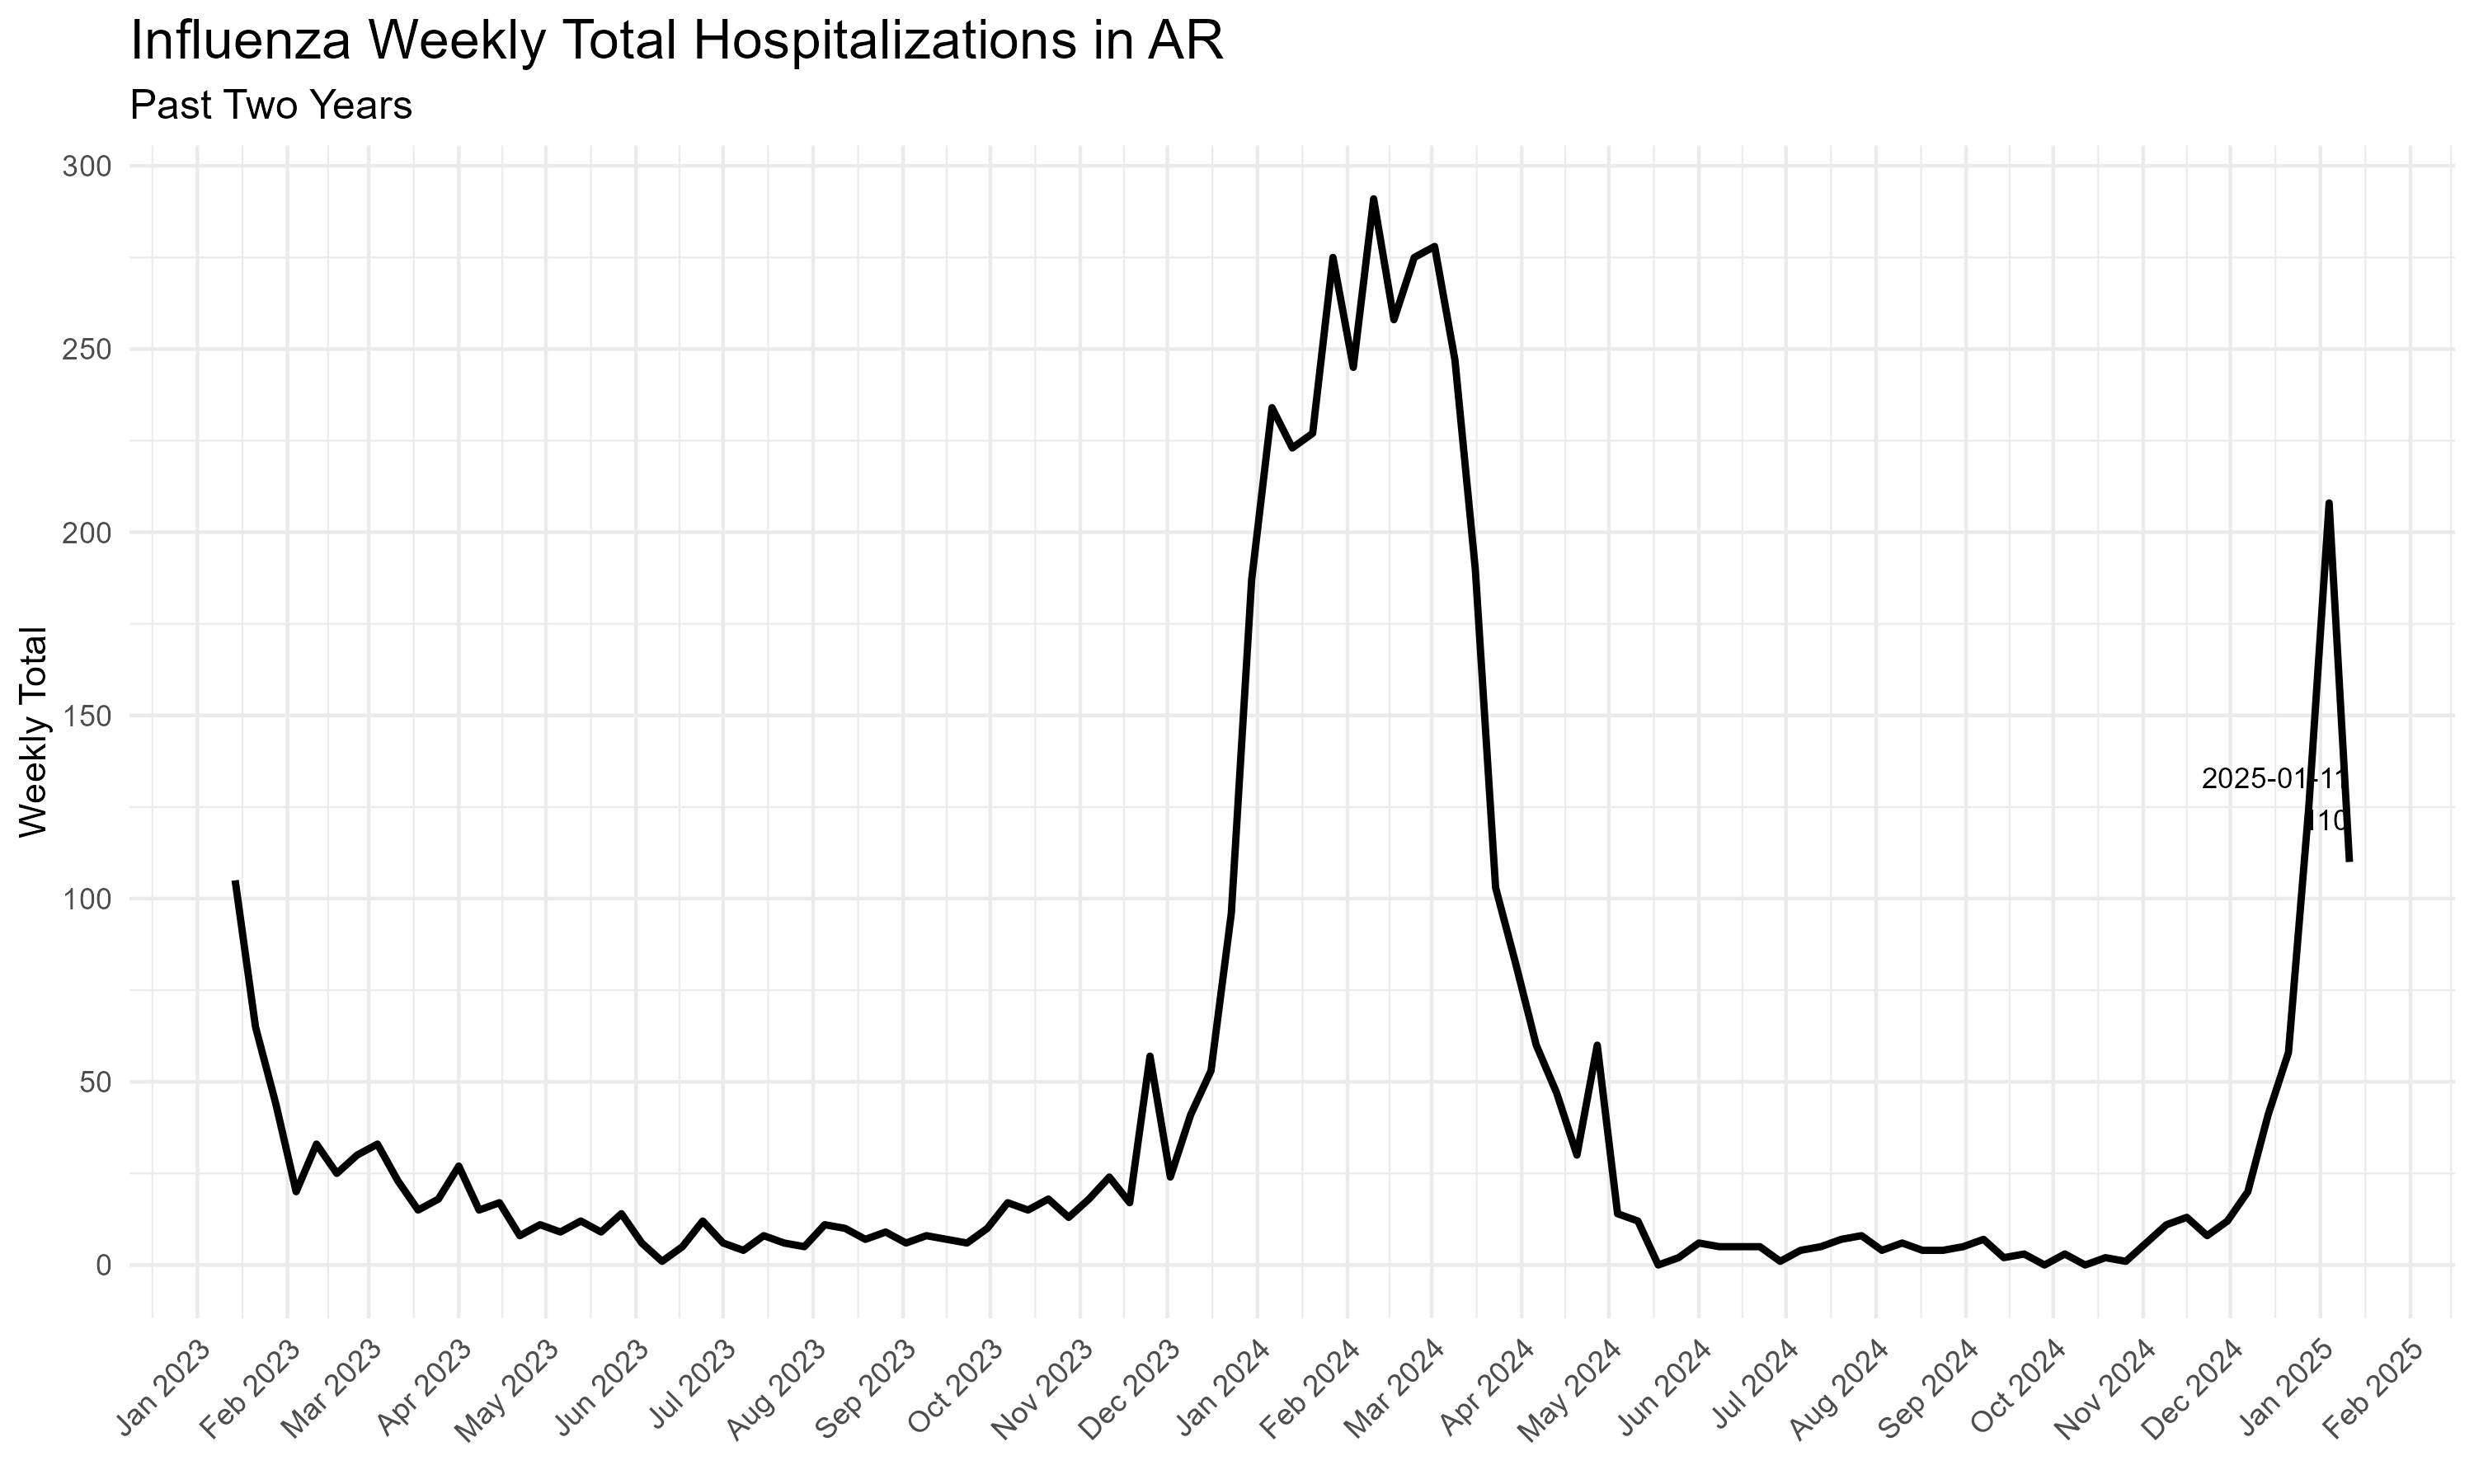 Influenza Weekly Total Hospitalizations in AR
Past Two Years
Weekly Total
300
250
200
150
100
50
0
2025-01-11
110
Jan 2023
Feb 2023
Mar 2023
Apr 2023
May 2023
Jun 2023
Jul 2023
Aug 2023
Sep 2023
Oct 2023
Nov 2023
Dec 2023
Jan 2024
Feb 2024
Mar 2024
Apr 2024
May 2024
Jun 2024
Jul 2024
Aug 2024
Sep 2024
Oct 2024
Nov 2024
Dec 2024
Jan 2025
Feb 2025